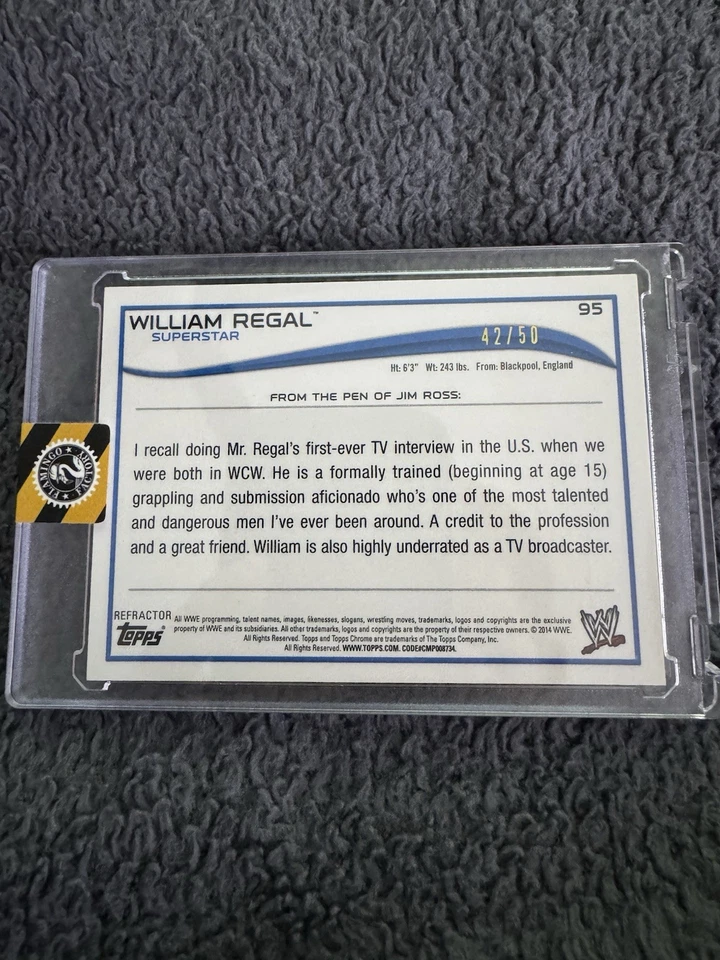 WILLIAM REGAL™
95
SUPERSTAR
42/50
Ht: 6'3" Wt: 243 lbs. From: Blackpool, England
FROM THE PEN OF JIM ROSS:
I recall doing Mr. Regal's first-ever TV interview in the U.S. when we
were both in WCW. He is a formally trained (beginning at age 15)
grappling and submission aficionado who's one of the most talented
and dangerous men I've ever been around. A credit to the profession
and a great friend. William is also highly underrated as a TV broadcaster.
FLAMINGO
FACTORY
REFRACTOR
Topps
All WWE programming, talent names, images, likenesses, slogans, wrestling moves, trademarks, logos and copyrights are the exclusive
property of WWE and its subsidiaries. All other trademarks, logos and copyrights are the property of their respective owners. © 2014 WWE.
All Rights Reserved. Topps and Topps Chrome are trademarks of The Topps Company, Inc.
All Rights Reserved. WWW.TOPPS.COM. CODE#CMP008734.
W